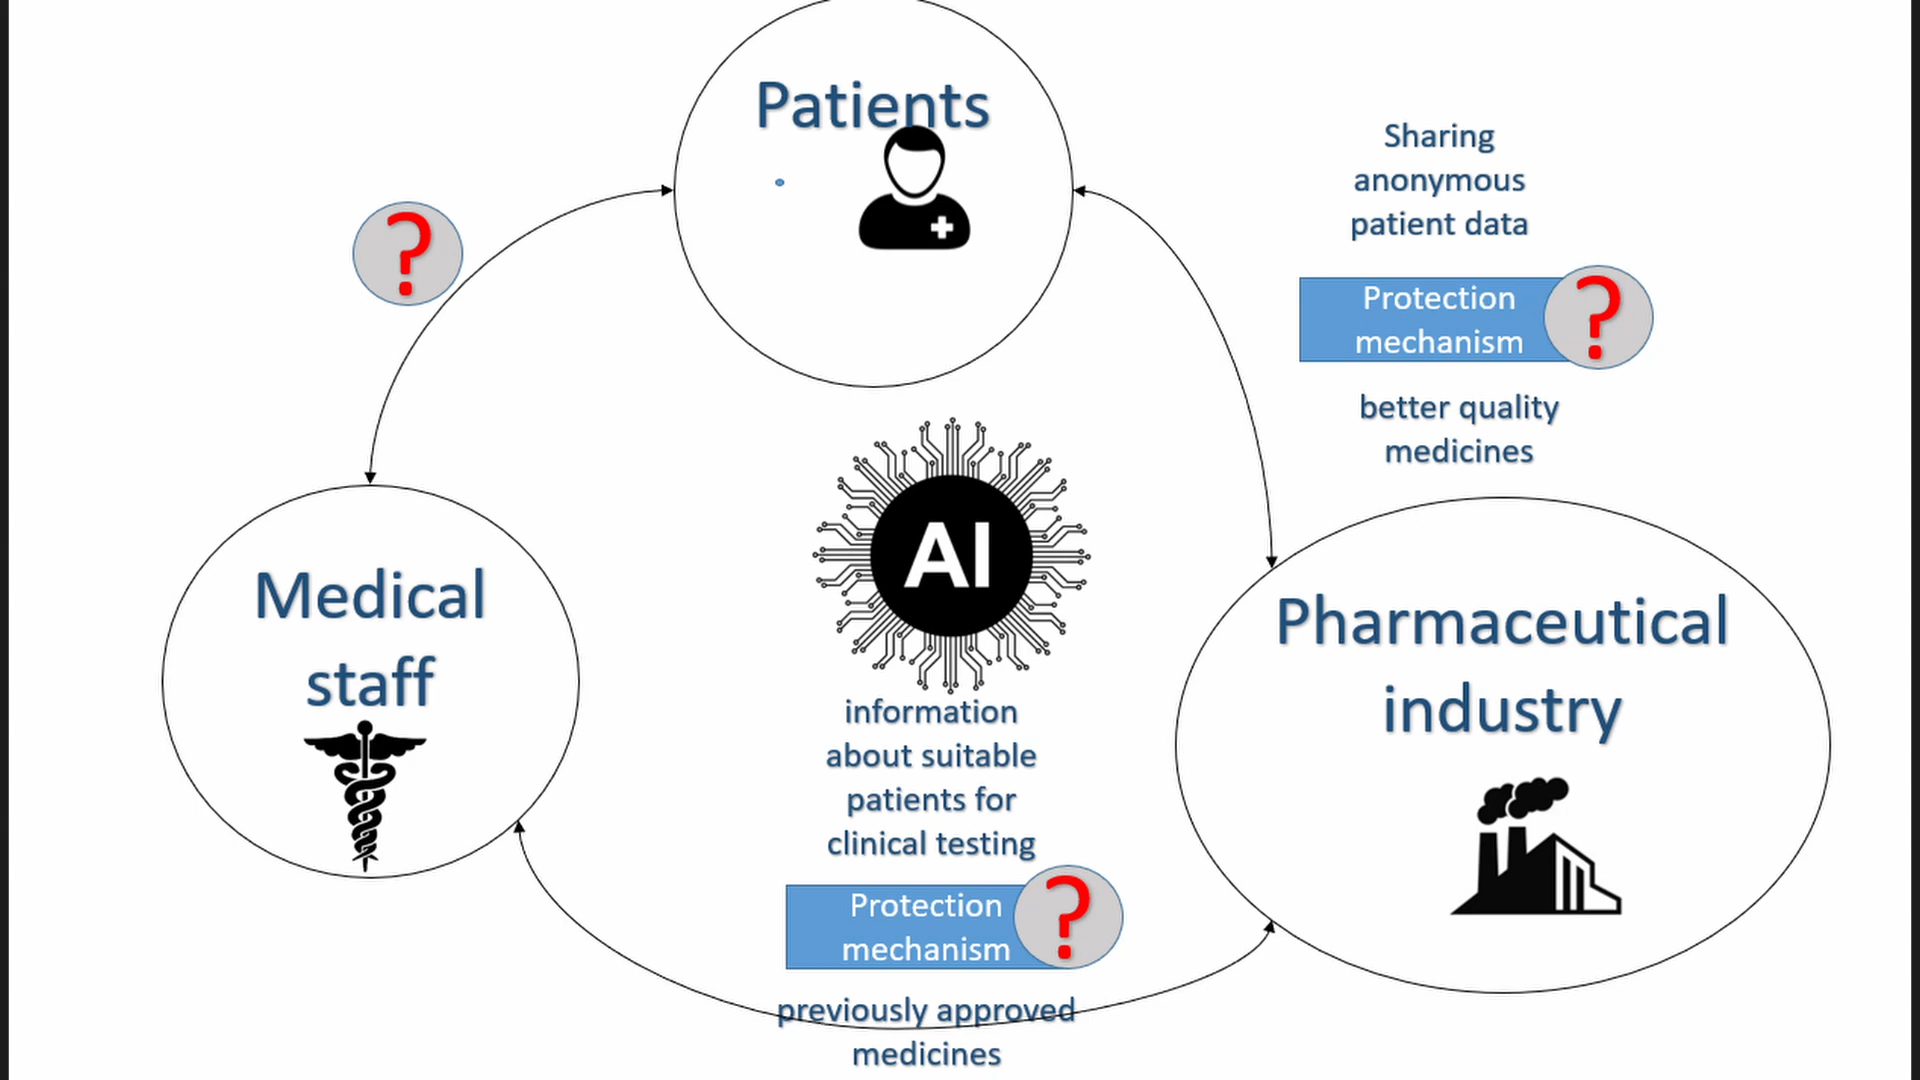 Patients
Sharing
anonymous
patient data
?
Protection
mechanism
?
better quality
medicines
AI
Medical
staff
Pharmaceutical
industry
information
about suitable
patients for
clinical testing
Protection
mechanism
?
previously approved
medicines